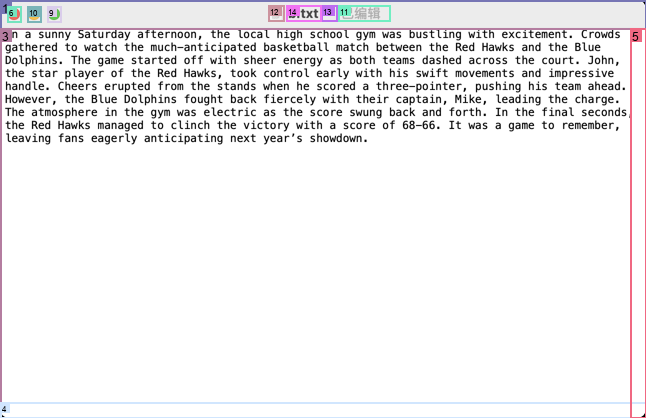 1
6
10
9
12
14
.txt
13
11
编辑
3
n a sunny Saturday afternoon, the local high school gym was bustling with excitement. Crowds
5
gathered to watch the much-anticipated basketball match between the Red Hawks and the Blue
Dolphins. The game started off with sheer energy as both teams dashed across the court. John,
the star player of the Red Hawks, took control early with his swift movements and impressive
handle. Cheers erupted from the stands when he scored a three-pointer, pushing his team ahead.
However, the Blue Dolphins fought back fiercely with their captain, Mike, leading the charge.
The atmosphere in the gym was electric as the score swung back and forth. In the final seconds,
the Red Hawks managed to clinch the victory with a score of 68-66. It was a game to remember,
leaving fans eagerly anticipating next year's showdown.
4